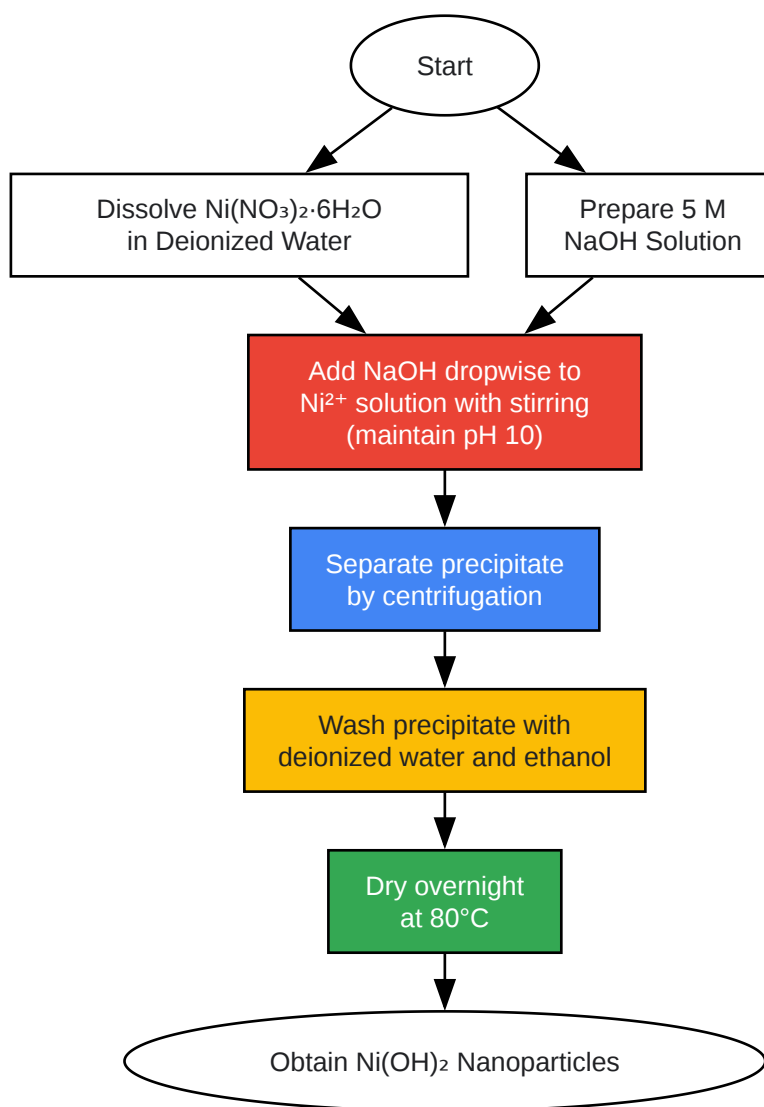 Start
Dissolve Ni(NO₃)₂·6H₂O
in Deionized Water
Prepare 5 M
NaOH Solution
Add NaOH dropwise to
Ni²⁺ solution with stirring
(maintain pH 10)
Separate precipitate
by centrifugation
Wash precipitate with
deionized water and ethanol
Dry overnight
at 80°C
Obtain Ni(OH)₂ Nanoparticles